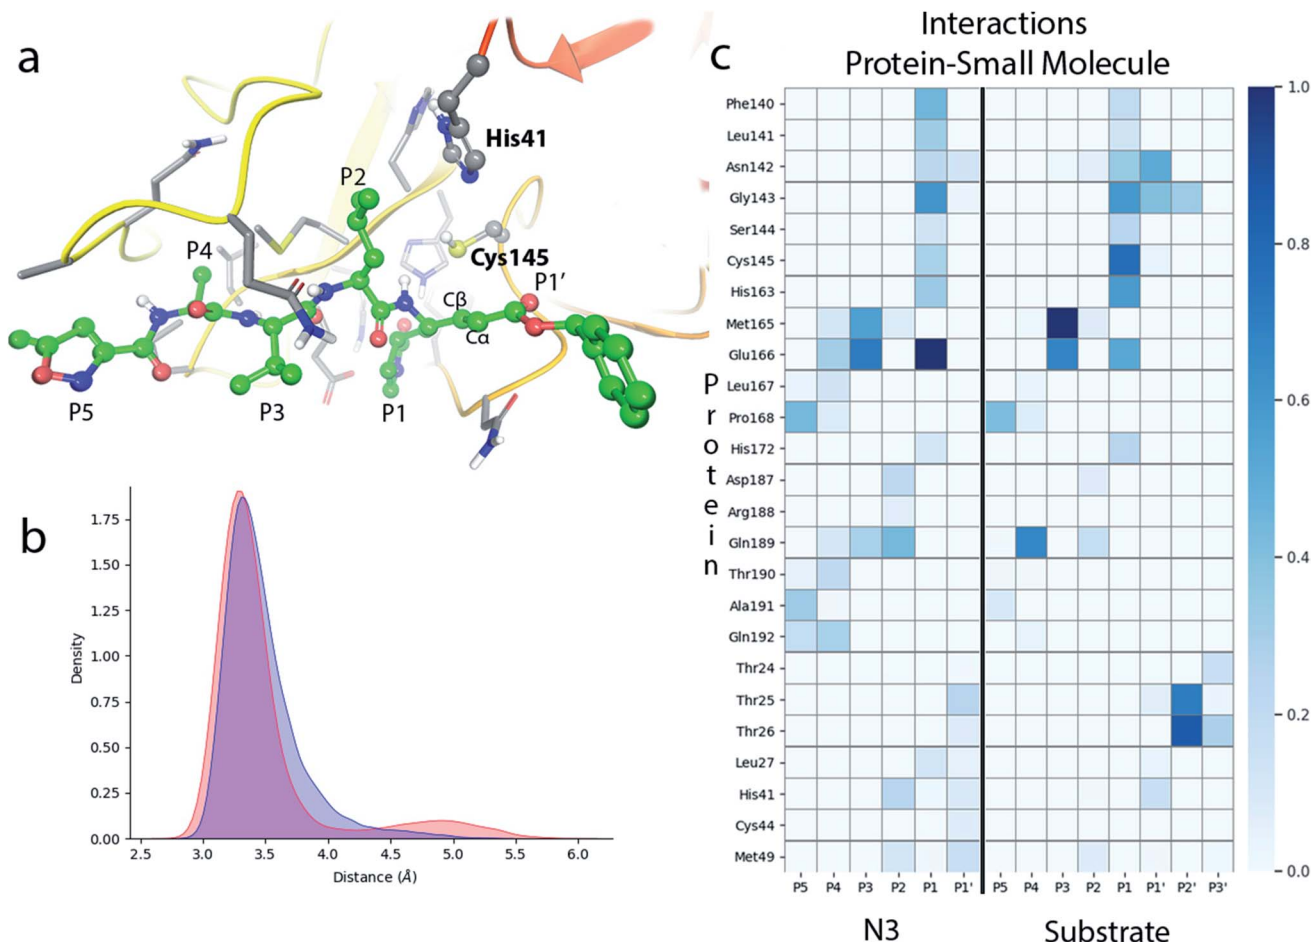 a
His41
P2
P4
Cys145
P1′
Cβ
Cα
P5
P3
P1
b
1.75
1.50
1.25
1.00
0.75
0.50
0.25
0.00
Density
2.5 3.0 3.5 4.0 4.5 5.0 5.5 6.0
Distance (Å)
c
Interactions
Protein-Small Molecule
Phe140
Leu141
Asn142
Gly143
Ser144
Cys145
His163
Met165
Glu166
Leu167
Pro168
His172
Asp187
Arg188
Gln189
Thr190
Ala191
Gln192
Thr24
Thr25
Thr26
Leu27
His41
Cys44
Met49
Protein
P5 P4 P3 P2 P1 P1' P5 P4 P3 P2 P1 P1' P2' P3'
N3 Substrate
1.0
0.8
0.6
0.4
0.2
0.0